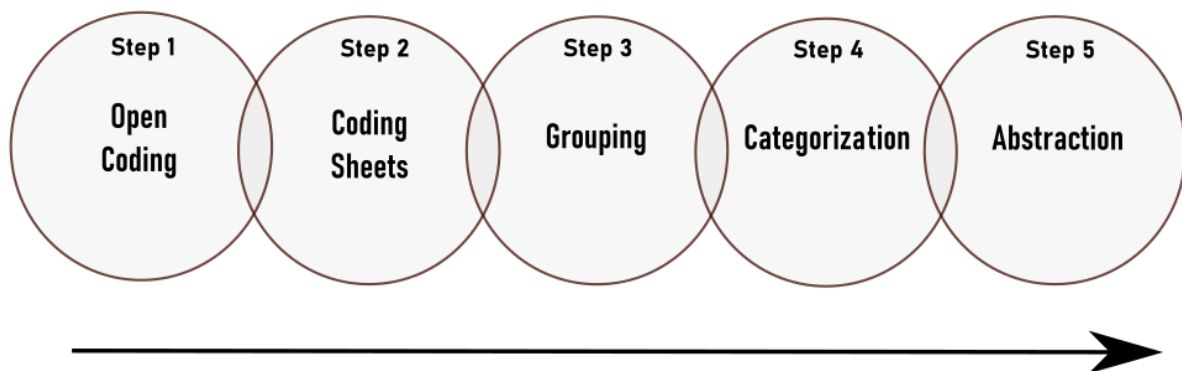 Step 1
Open
Coding
Step 2
Coding
Sheets
Step 3
Grouping
Step 4
Categorization
Step 5
Abstraction